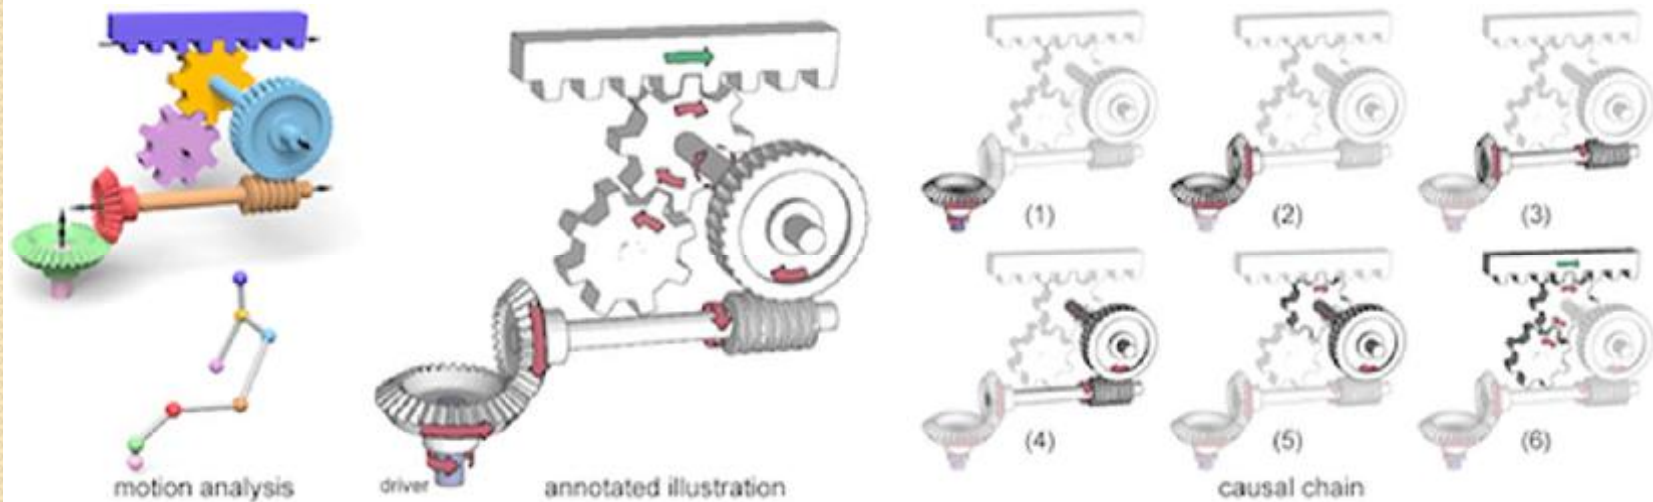 (1)
(2)
(3)
(4)
(5)
(6)
motion analysis
driver
annotated illustration
causal chain